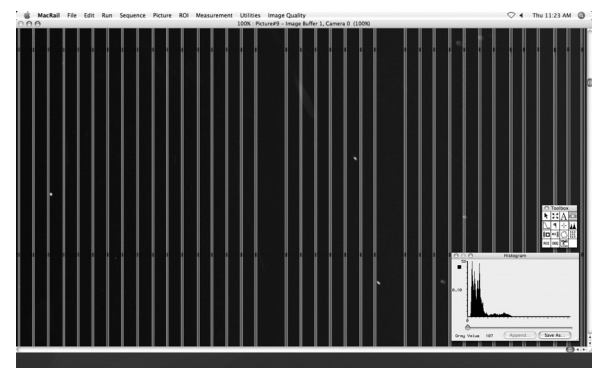 MacRail File Edit Run Sequence Picture ROI Measurement Utilities Image Quality Thu 11:23 AM
100% : Picture#9 – Image Buffer 1, Camera 0 (100%)
Toolbox
Histogram
0.10
0
Gray Value 107 Append... Save As...